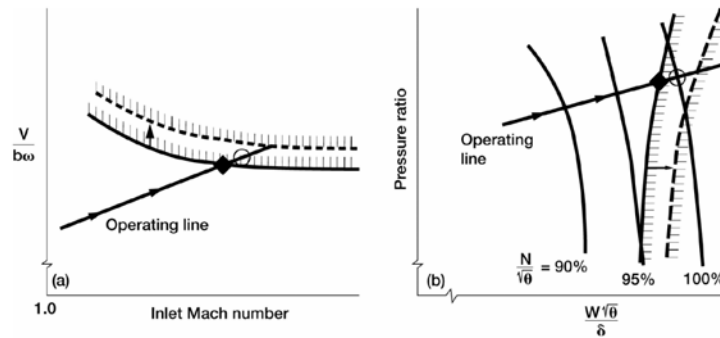 V
bω
Operating line
(a)
1.0
Inlet Mach number
Pressure ratio
Operating
line
N
√θ = 90%
95%
100%
(b)
W√θ
δ